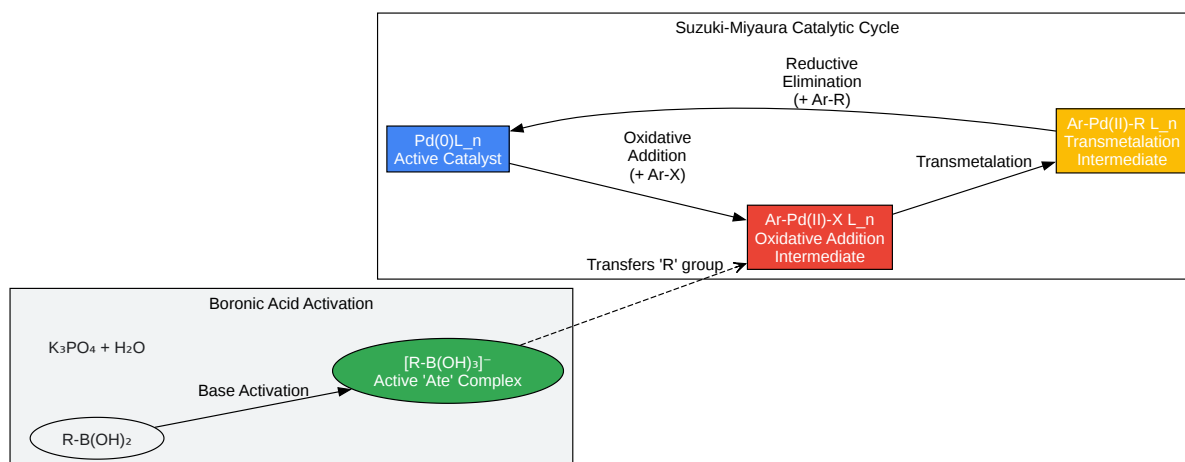 Suzuki-Miyaura Catalytic Cycle
Reductive
Elimination
(+ Ar-R)
Pd(0)L_n
Active Catalyst
Oxidative
Addition
(+ Ar-X)
Transmetalation
Ar-Pd(II)-R L_n
Transmetalation
Intermediate
Ar-Pd(II)-X L_n
Oxidative Addition
Intermediate
Transfers 'R' group
Boronic Acid Activation
K₃PO₄ + H₂O
[R-B(OH)₃]⁻
Active 'Ate' Complex
Base Activation
R-B(OH)₂